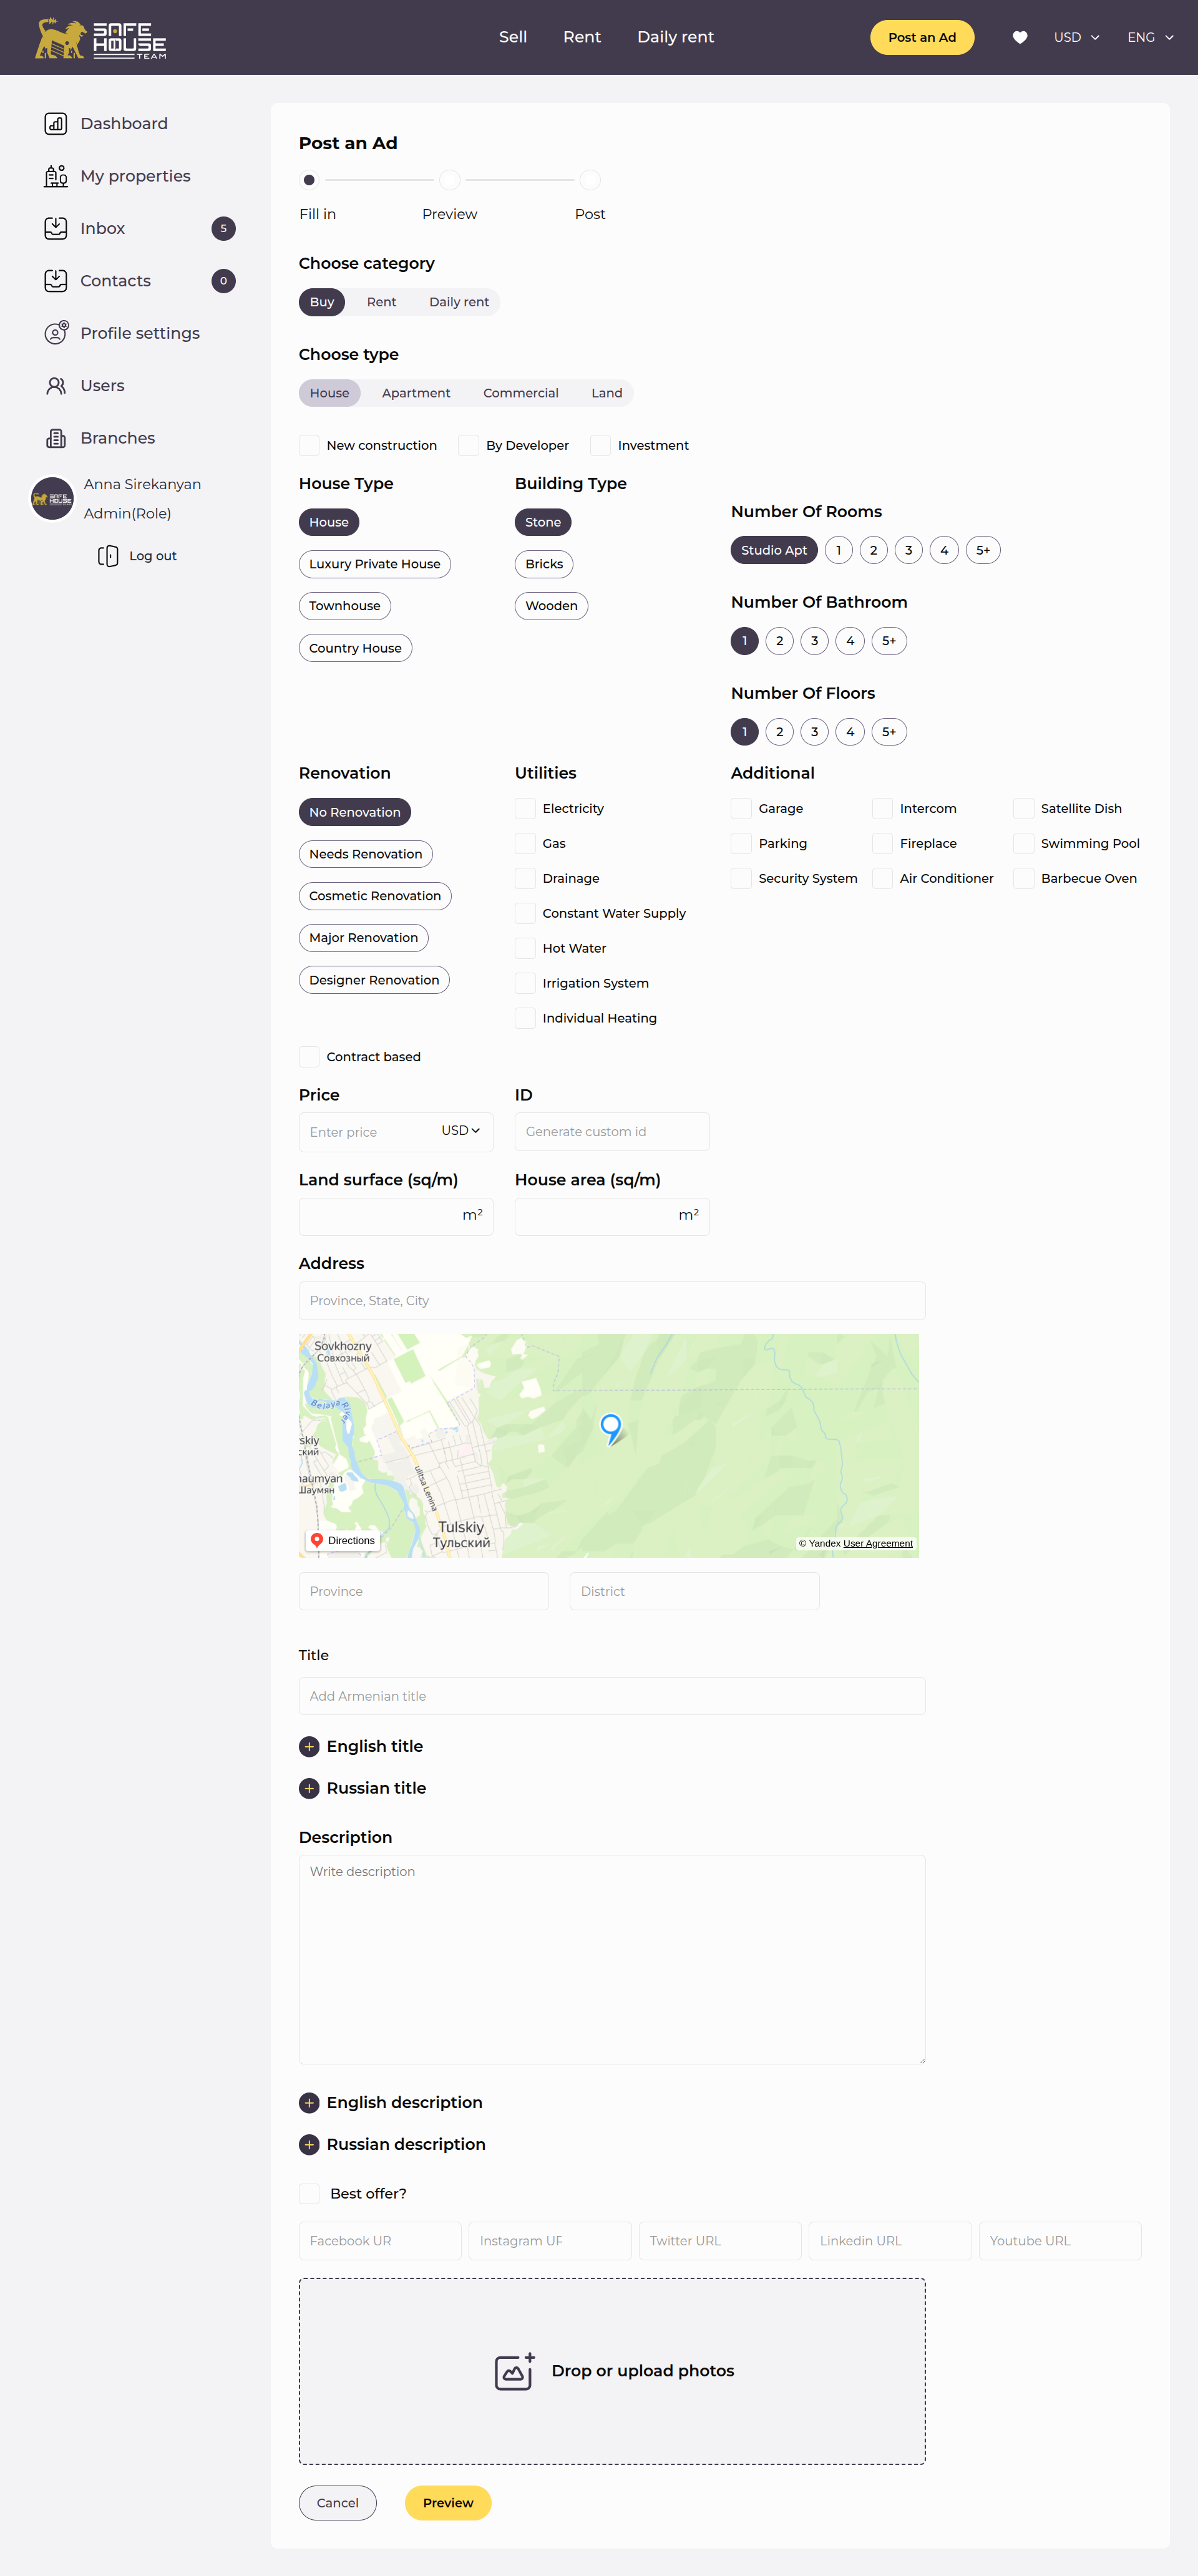 SAFE
HOUSE
TEAM
Sell
Rent
Daily rent
Post an Ad
USD
ENG
Dashboard
My properties
Inbox
5
Contacts
0
Profile settings
Users
Branches
SAFE
HOUSE
Anna Sirekanyan
Admin(Role)
Log out
Post an Ad
Fill in
Preview
Post
Choose category
Buy
Rent
Daily rent
Choose type
House
Apartment
Commercial
Land
New construction
By Developer
Investment
House Type
House
Luxury Private House
Townhouse
Country House
Building Type
Stone
Bricks
Wooden
Number Of Rooms
Studio Apt
1
2
3
4
5+
Number Of Bathroom
1
2
3
4
5+
Number Of Floors
1
2
3
4
5+
Renovation
No Renovation
Needs Renovation
Cosmetic Renovation
Major Renovation
Designer Renovation
Utilities
Electricity
Gas
Drainage
Constant Water Supply
Hot Water
Irrigation System
Individual Heating
Additional
Garage
Intercom
Satellite Dish
Parking
Fireplace
Swimming Pool
Security System
Air Conditioner
Barbecue Oven
Contract based
Price
Enter price
USD
ID
Generate custom id
Land surface (sq/m)
m²
House area (sq/m)
m²
Address
Province, State, City
Sovkhozny
Совхозный
Belaya River
skiy
ский
naumyan
Шаумян
ulitsa Lenina
Tulskiy
Тульский
Directions
© Yandex User Agreement
Province
District
Title
Add Armenian title
English title
Russian title
Description
Write description
English description
Russian description
Best offer?
Facebook UR
Instagram UF
Twitter URL
Linkedin URL
Youtube URL
Drop or upload photos
Cancel
Preview